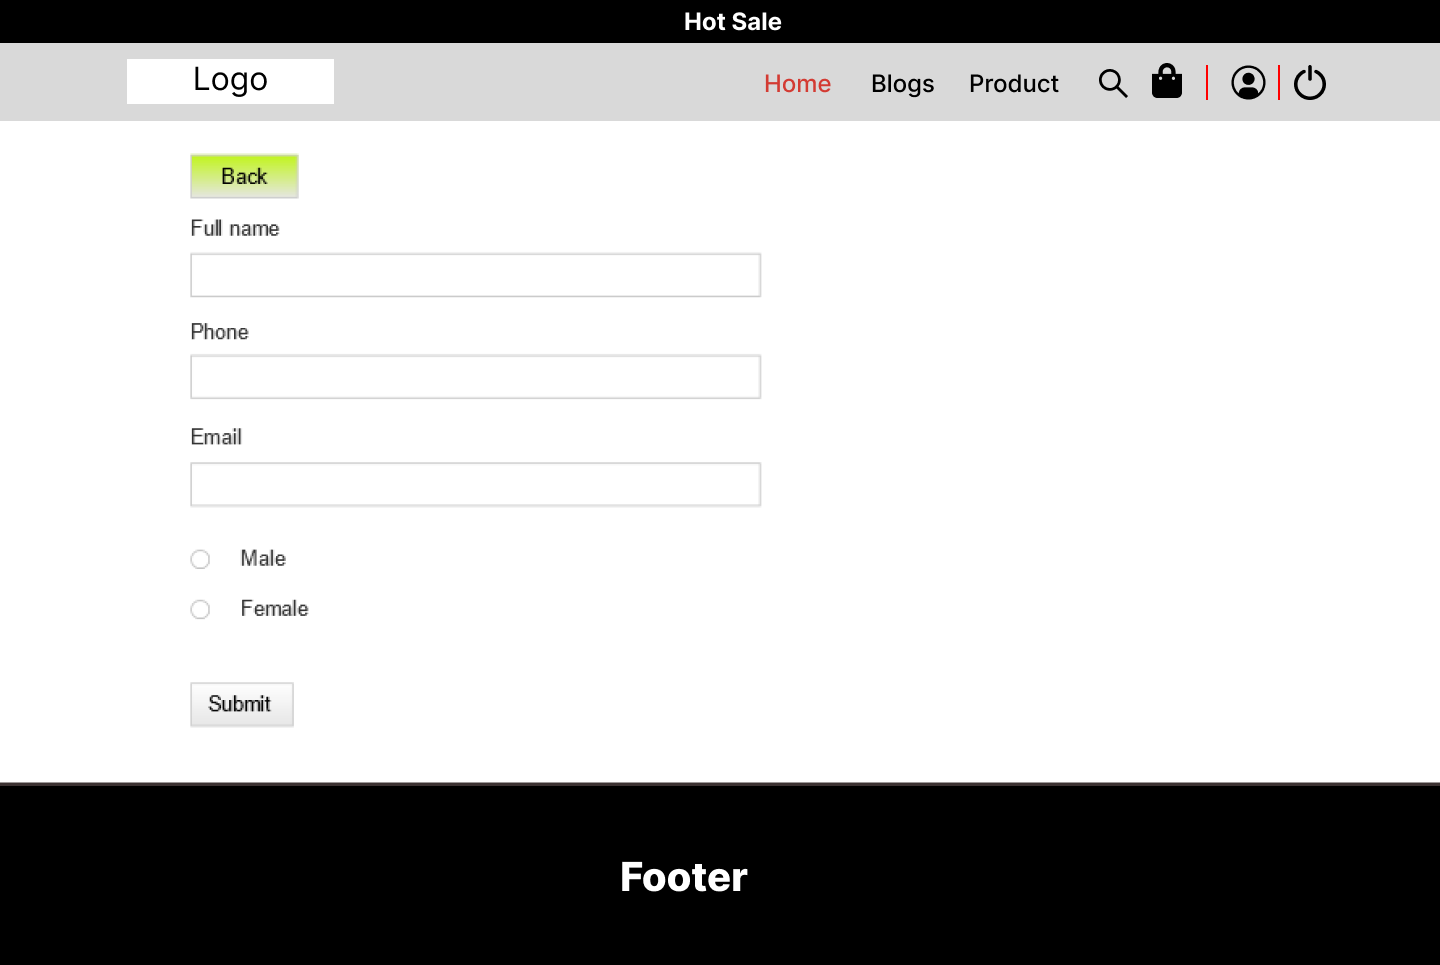 Hot Sale
Logo
Home Blogs Product
Back
Full name
Phone
Email
Male
Female
Submit
Footer